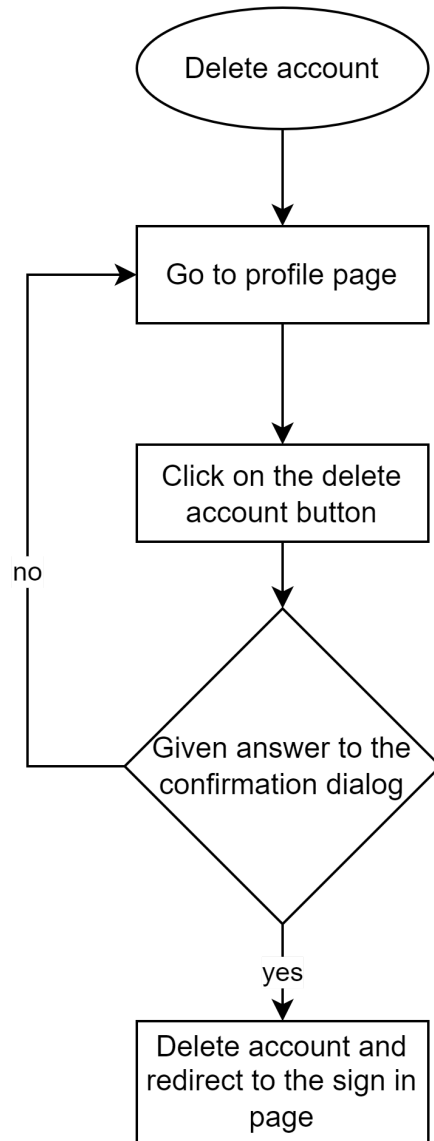 Delete account
Go to profile page
Click on the delete
account button
no
Given answer to the
confirmation dialog
yes
Delete account and
redirect to the sign in
page